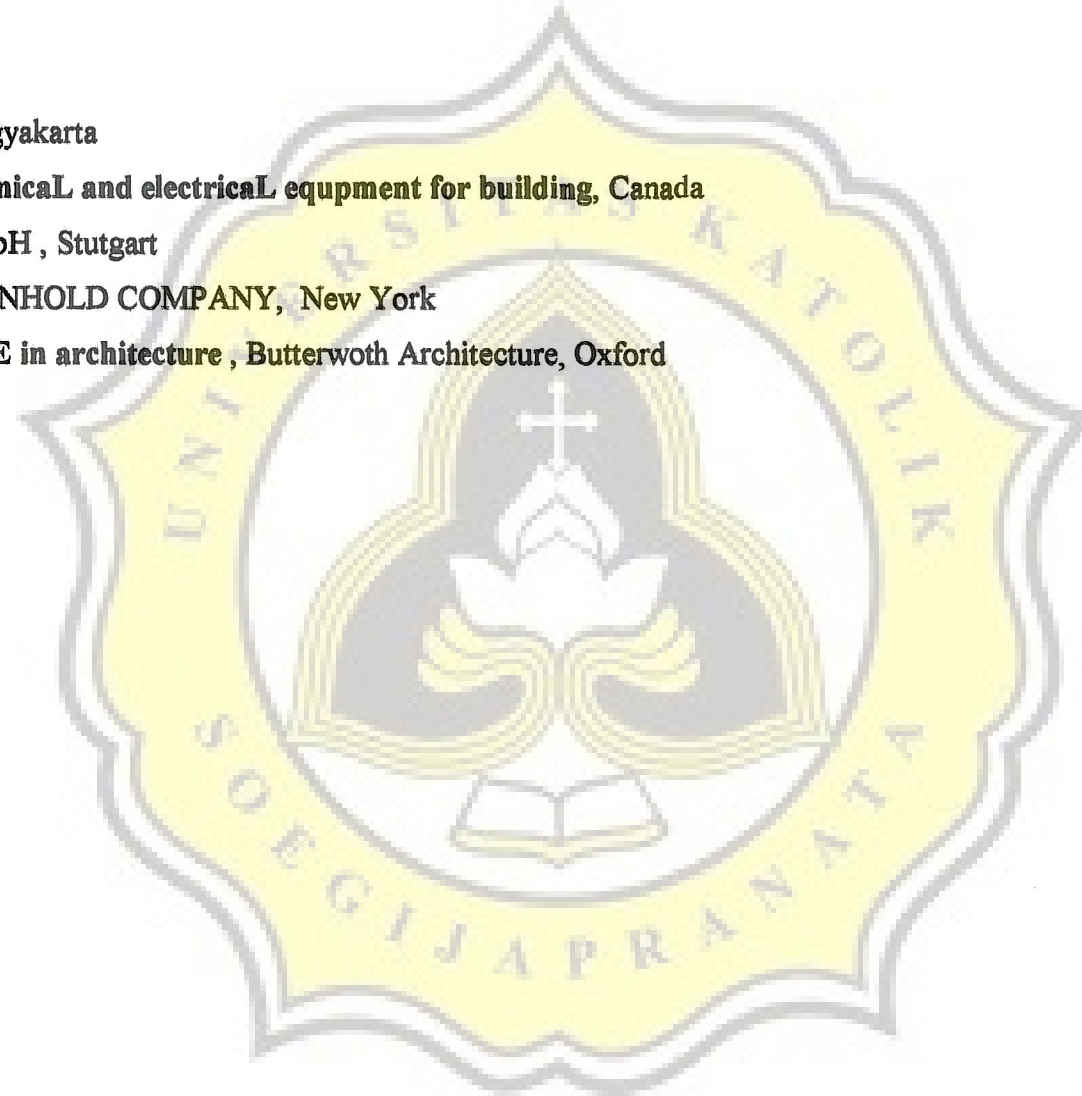 gyakarta
nicaL and electricaL equpment for building, Canada
bH , Stutgart
NHOLD COMPANY, New York
E in architecture , Butterwoth Architecture, Oxford
UNIVERSITAS KATOLIK
SOEGIJAPRANATA